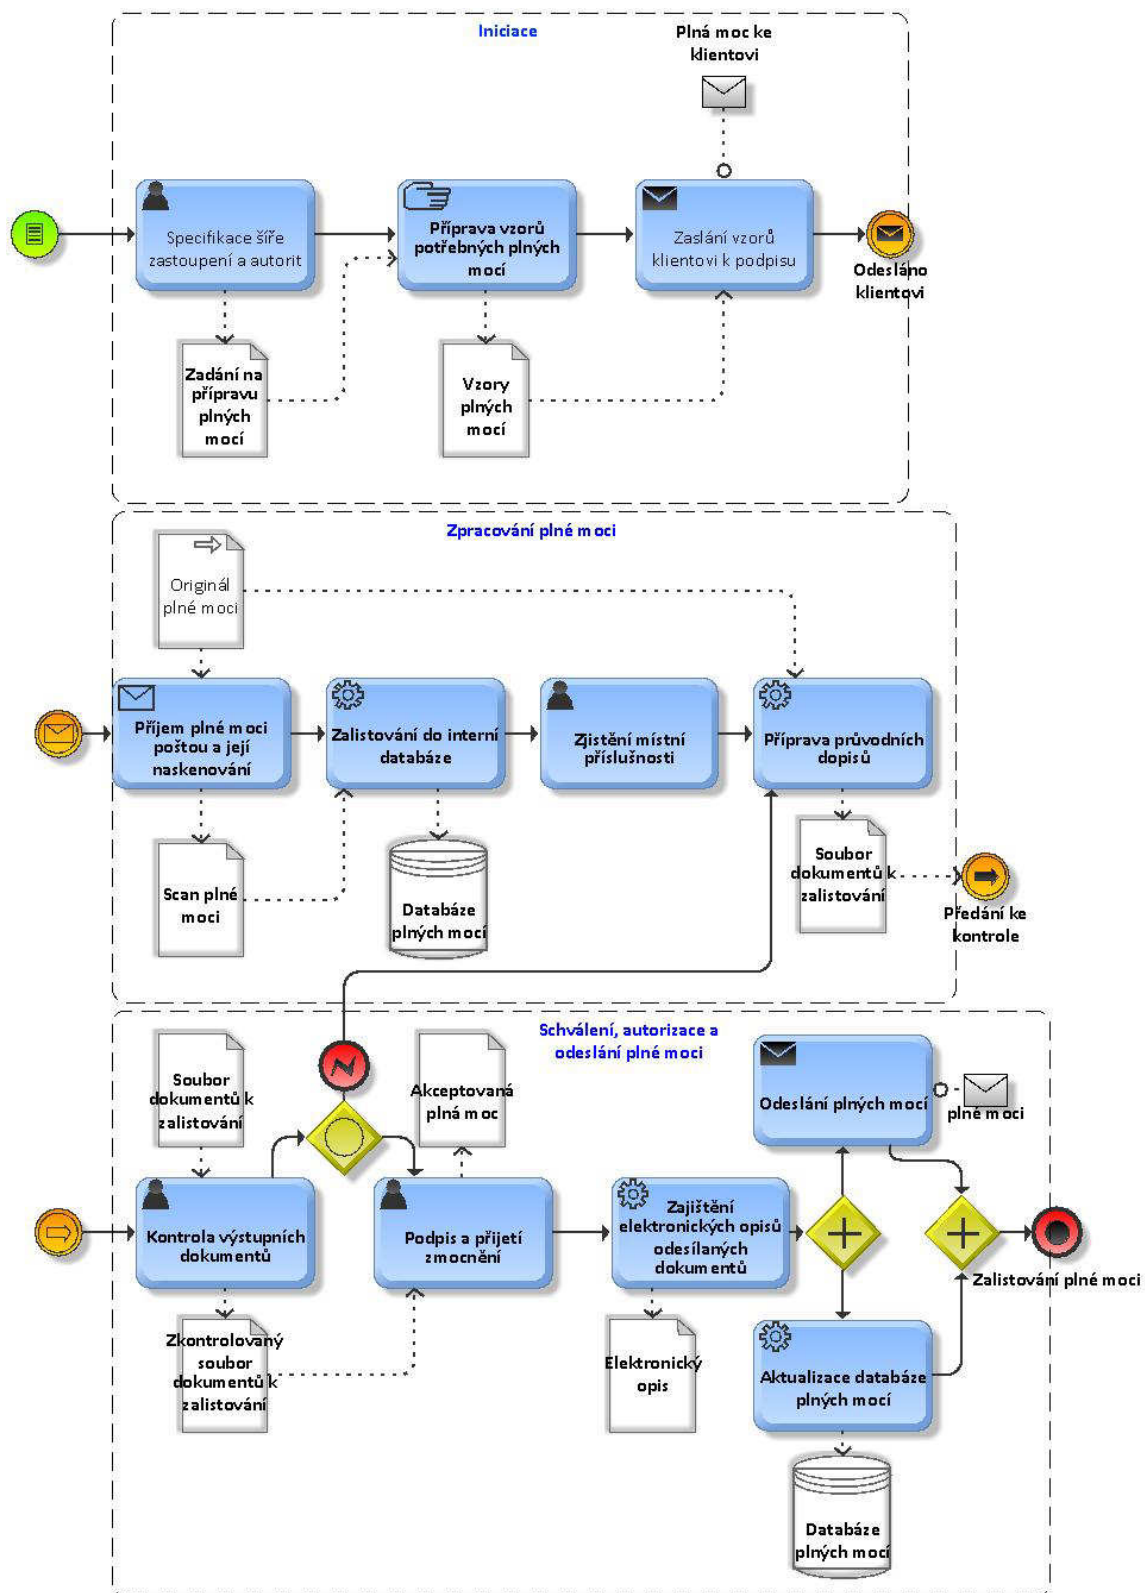 Iniciace
Plná moc ke
klientovi
Specifikace šíře
zastoupení a autorit
Příprava vzorů
potřebných plných
mocí
Zaslání vzorů
klientovi k podpisu
Odesláno
klientovi
Zadání na
přípravu
plných
mocí
Vzory
plných
mocí
Zpracování plné moci
Originál
plné moci
Příjem plné moci
poštou a její
naskenování
Zalistování do interní
databáze
Zjistění místní
příslušnosti
Příprava průvodních
dopisů
Scan plné
moci
Databáze
plných mocí
Soubor
dokumentů k
zalistování
Předání ke
kontrole
Schválení, autorizace a
odeslání plné moci
Soubor
dokumentů k
zalistování
Akceptovaná
plná moc
Odeslání plných mocí
plné moci
Kontrola výstupních
dokumentů
Podpis a přijetí
zmocnění
Zajištění
elektronických opisů
odesílaných
dokumentů
Zalistování plné moci
Zkontrolovaný
soubor
dokumentů k
zalistování
Elektronický
opis
Aktualizace databáze
plných mocí
Databáze
plných mocí